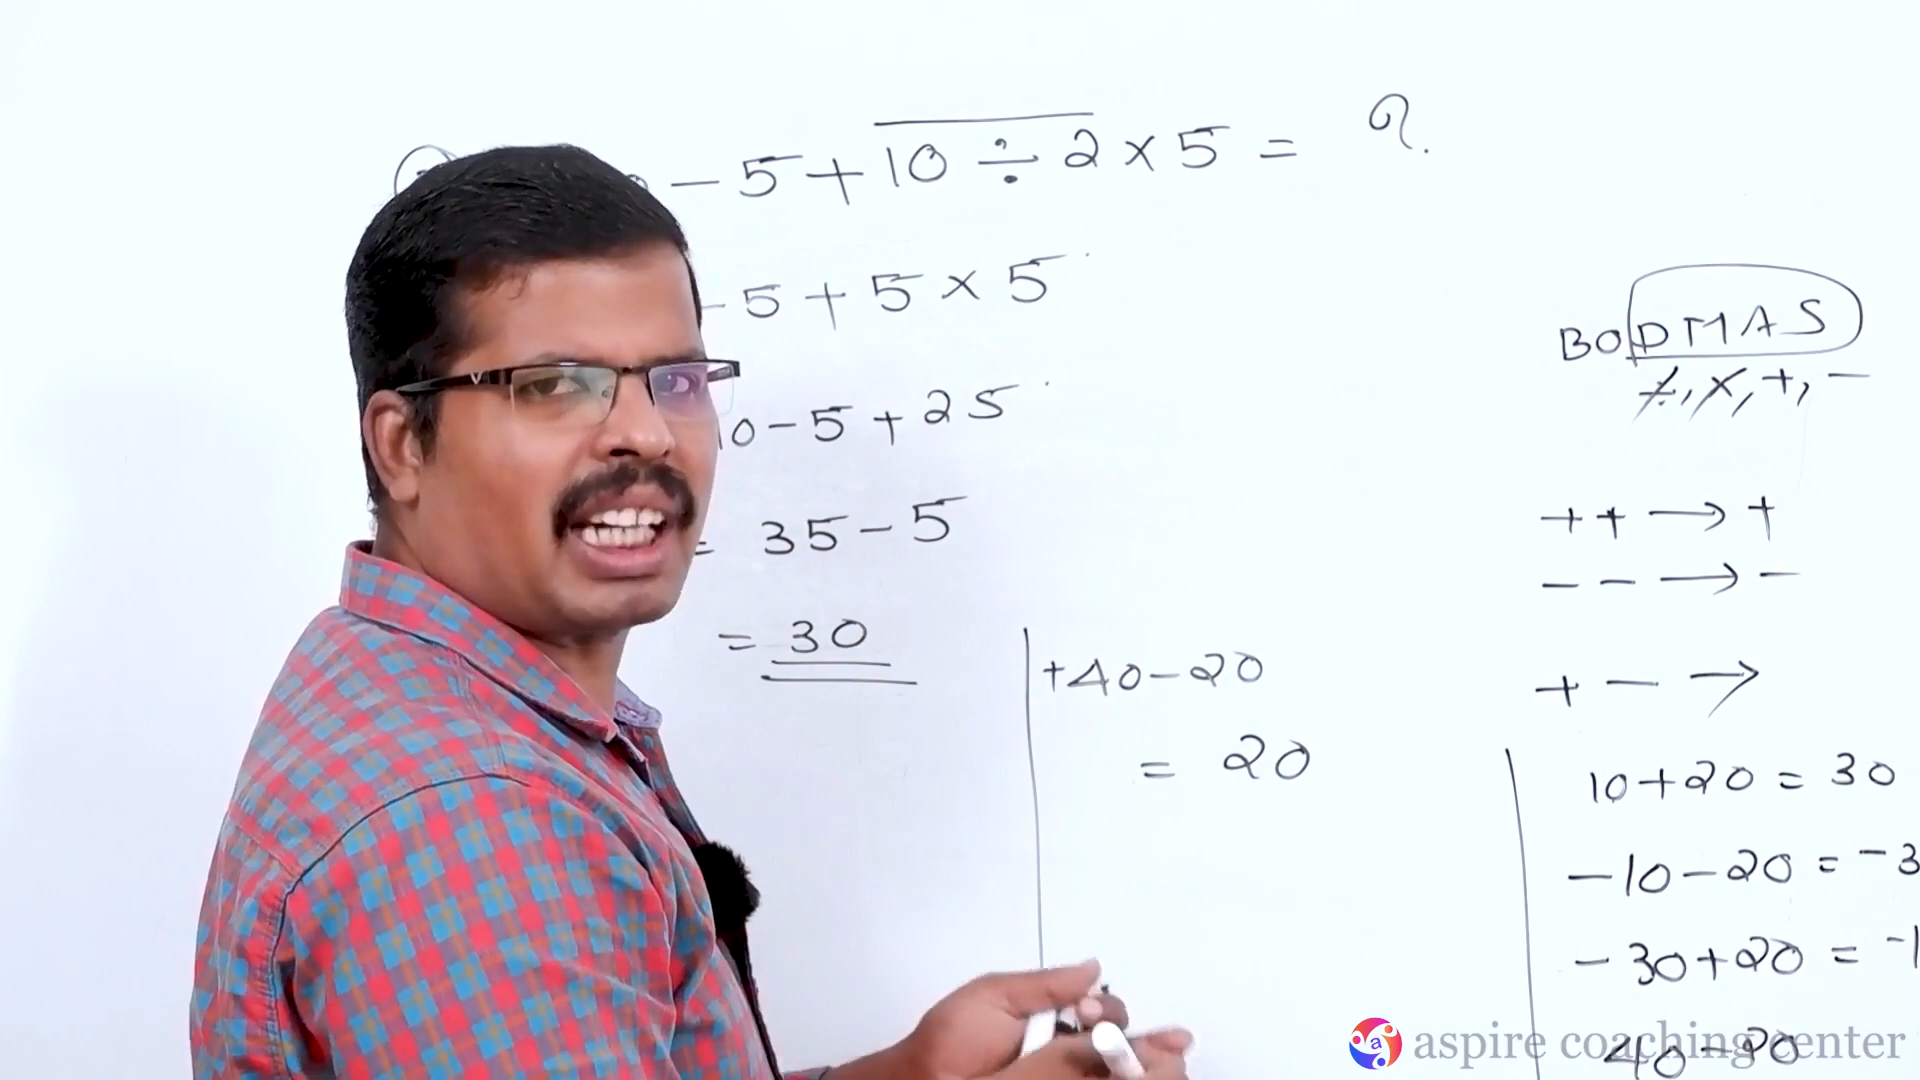 - 5 + 10 ÷ 2 × 5 = ?
- 5 + 5 × 5
10 - 5 + 25
= 35 - 5
= 30
+40 - 20
= 20
BODMAS
÷, ×, +, -
+ + → +
- - → -
+ - →
10 + 20 = 30
-10 - 20 = -3
-30 + 20 = -1
aspire coaching center